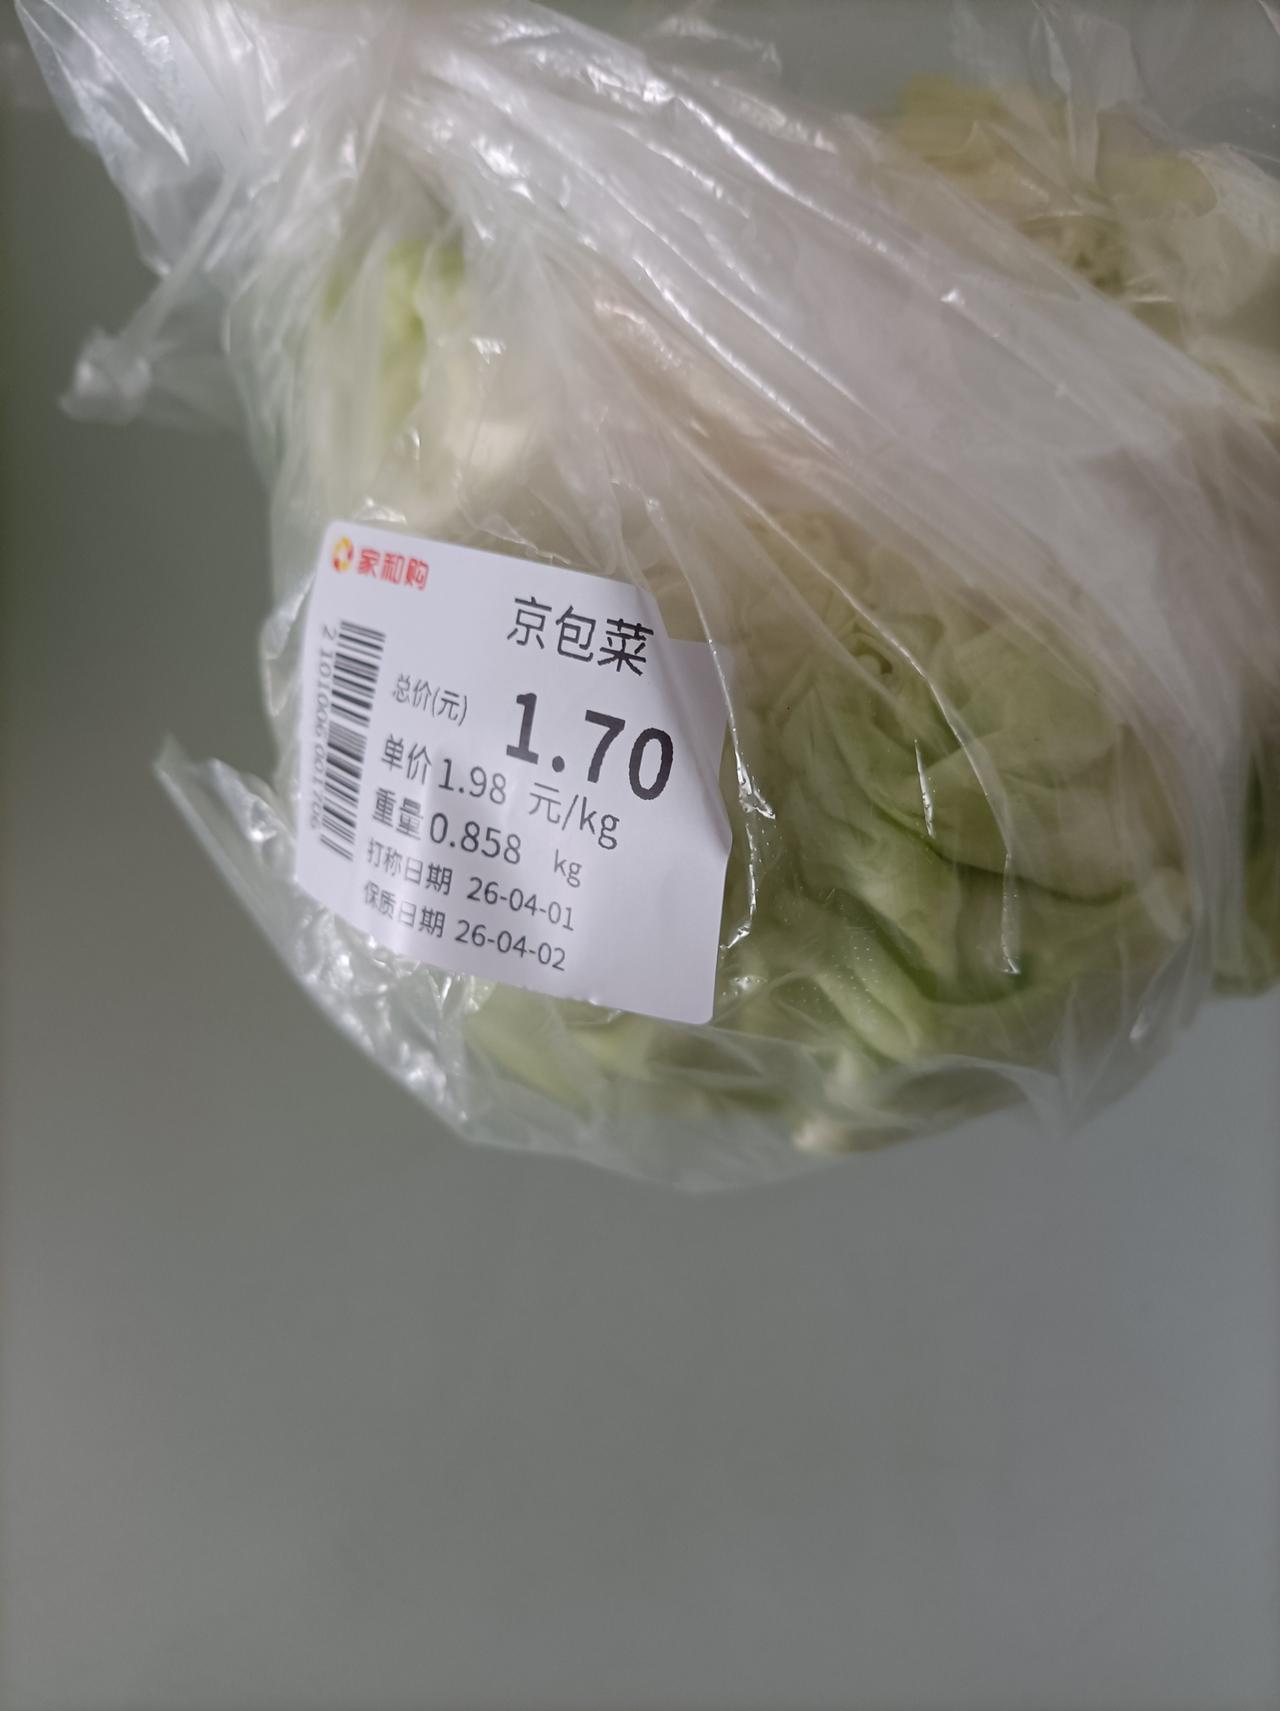 家和购
京包菜
总价(元) 1.70
单价 1.98 元/kg
重量 0.858 kg
打称日期 26-04-01
保质日期 26-04-02
2101006001706